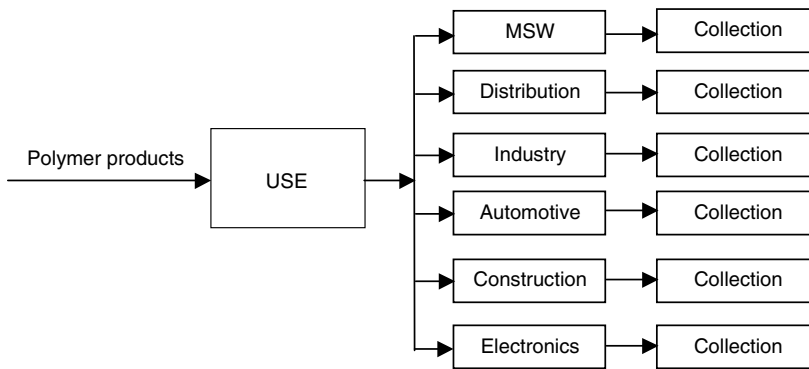 MSW
Collection
Distribution
Collection
Polymer products
USE
Industry
Collection
Automotive
Collection
Construction
Collection
Electronics
Collection